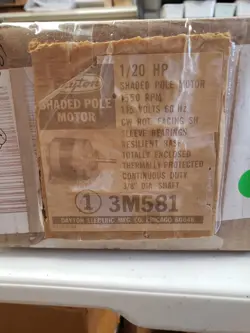 Dayton
SHADED POLE
MOTOR
1/20 HP
SHADED POLE MOTOR
1550 RPM
115 VOLTS 60 HZ
CW ROT FACING SH
SLEEVE BEARINGS
RESILIENT BASE
TOTALLY ENCLOSED
THERMALLY PROTECTED
CONTINUOUS DUTY
DIA SHAFT
1 3M581
DAYTON ELECTRIC MFG CO CHICAGO 60648